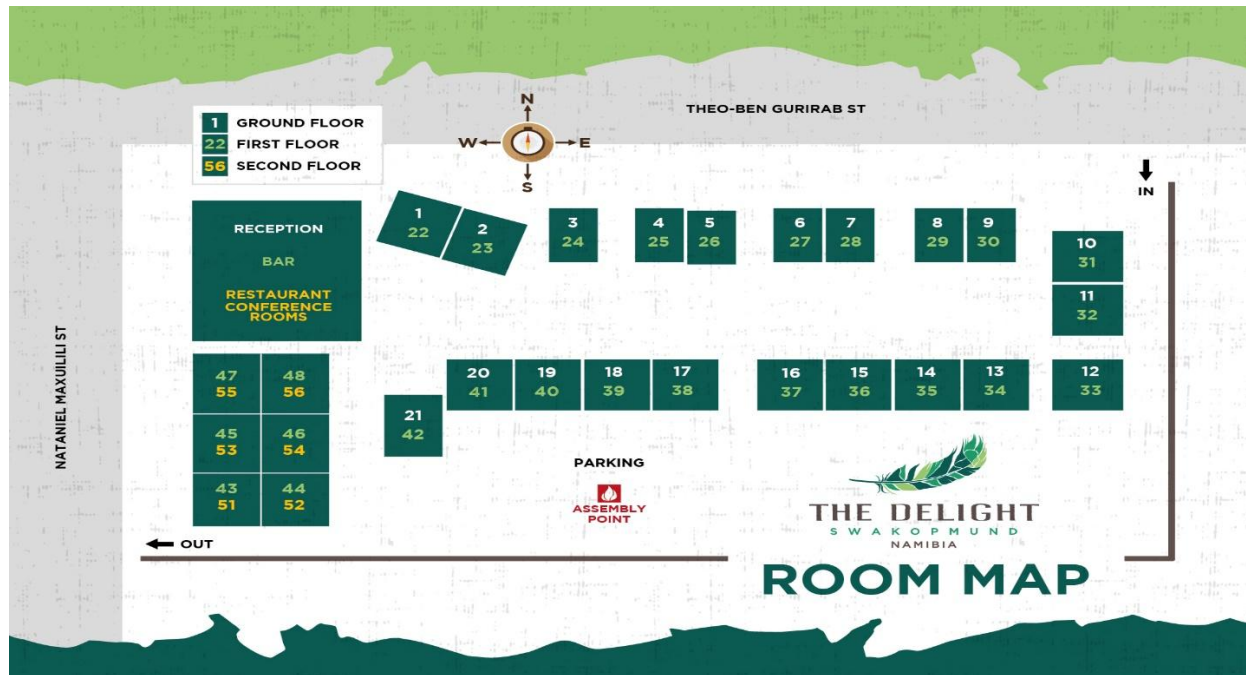 THEO-BEN GURIRAB ST
N
W E
S
1 GROUND FLOOR
22 FIRST FLOOR
56 SECOND FLOOR
IN
RECEPTION
BAR
RESTAURANT
CONFERENCE
ROOMS
1
22
2
23
3
24
4
25
5
26
6
27
7
28
8
29
9
30
10
31
11
32
12
33
13
34
14
35
15
36
16
37
17
38
18
39
19
40
20
41
21
42
47
55
48
56
45
53
46
54
43
51
44
52
NATANIEL MAXUILILI ST
PARKING
ASSEMBLY
POINT
OUT
THE DELIGHT
SWAKOPMUND
NAMIBIA
ROOM MAP